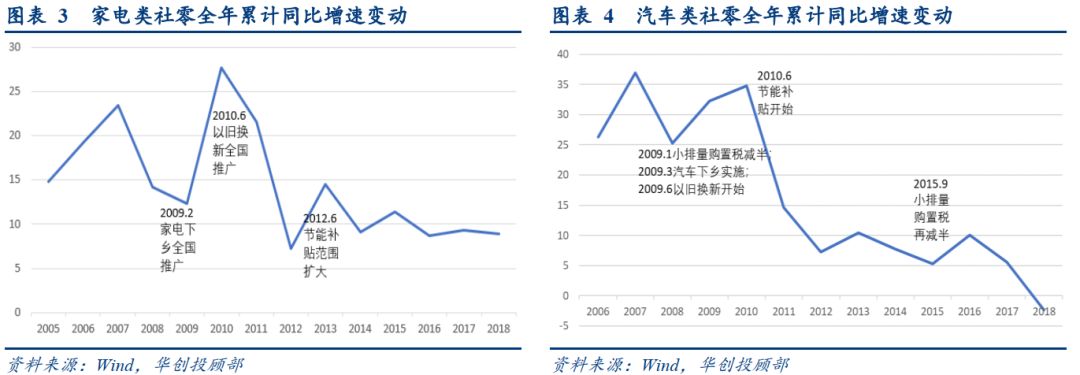 图表 3 家电类社零全年累计同比增速变动
30
25
20
15
10
5
0
2010.6
以旧换
新全国
推广
2009.2
家电下
乡全国
推广
2012.6
节能补
贴范围
扩大
2005 2006 2007 2008 2009 2010 2011 2012 2013 2014 2015 2016 2017 2018
资料来源：Wind，华创投顾部
图表 4 汽车类社零全年累计同比增速变动
40
35
30
25
20
15
10
5
0
-5
2010.6
节能补
贴开始
2009.1小排量购置税减半；
2009.3汽车下乡实施；
2009.6以旧换新开始
2015.9
小排量
购置税
再减半
2006 2007 2008 2009 2010 2011 2012 2013 2014 2015 2016 2017 2018
资料来源：Wind，华创投顾部